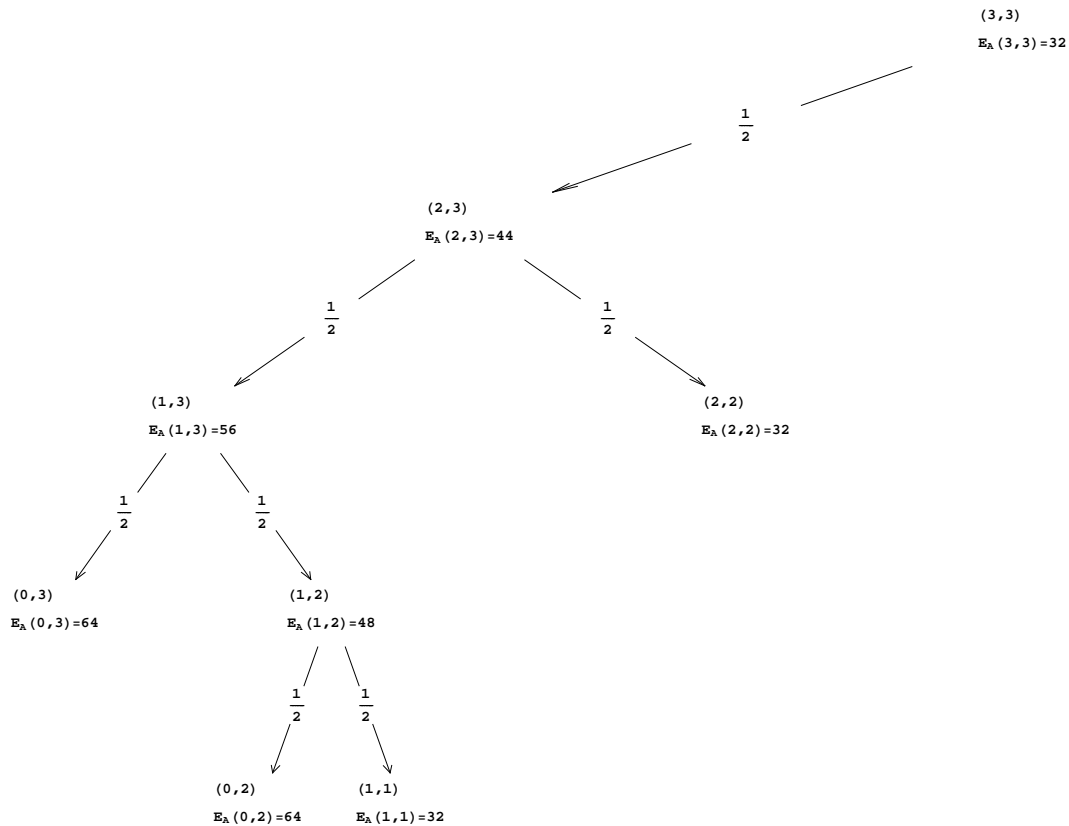 (3,3)
E_A(3,3)=32
1/2
(2,3)
E_A(2,3)=44
1/2 1/2
(1,3) (2,2)
E_A(1,3)=56 E_A(2,2)=32
1/2 1/2
(0,3) (1,2)
E_A(0,3)=64 E_A(1,2)=48
1/2 1/2
(0,2) (1,1)
E_A(0,2)=64 E_A(1,1)=32